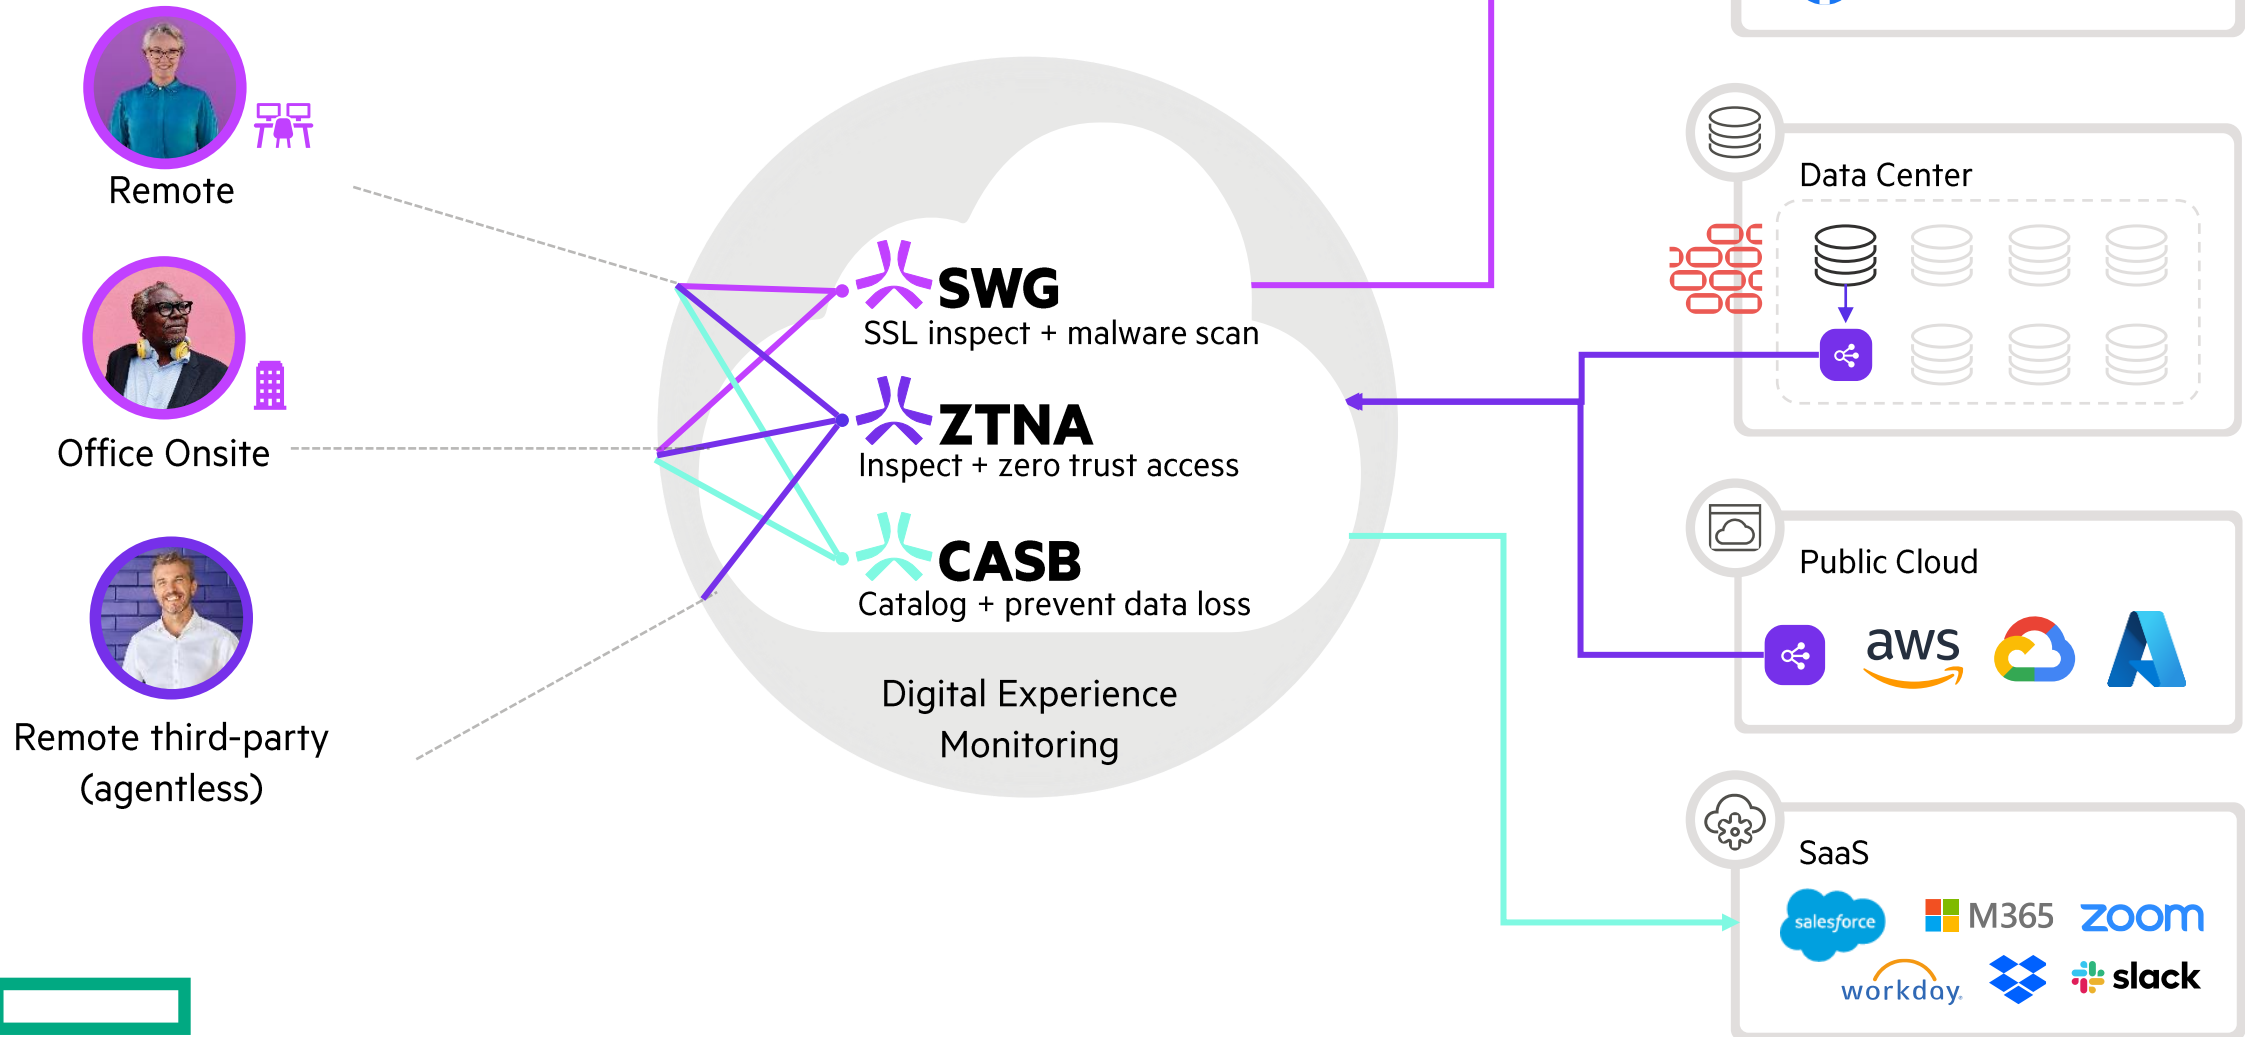 Remote
Office Onsite
Remote third-party
(agentless)
SWG
SSL inspect + malware scan
ZTNA
Inspect + zero trust access
CASB
Catalog + prevent data loss
Digital Experience
Monitoring
Data Center
Public Cloud
aws
SaaS
salesforce
M365
zoom
workday
slack